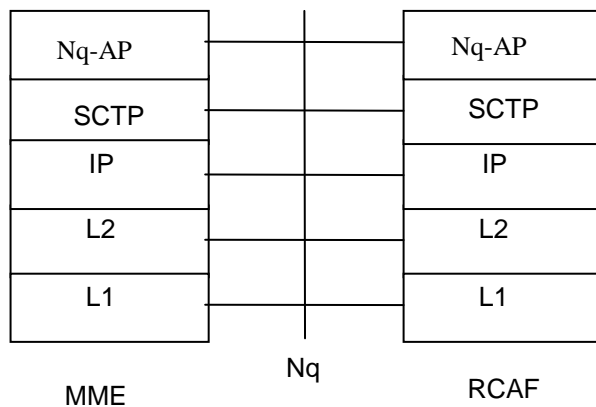 Nq-AP Nq-AP
SCTP SCTP
IP IP
L2 L2
L1 L1
Nq
MME RCAF